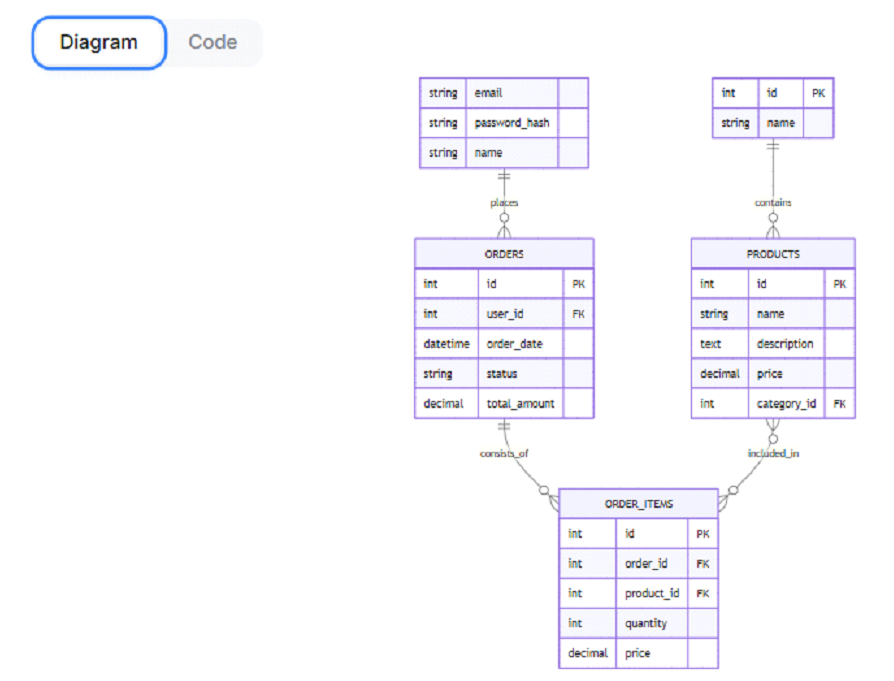 Diagram Code
string email
string password_hash
string name
int id PK
string name
places
contains
ORDERS
int id PK
int user_id FK
datetime order_date
string status
decimal total_amount
PRODUCTS
int id PK
string name
text description
decimal price
int category_id FK
consists_of
included_in
ORDER_ITEMS
int id PK
int order_id FK
int product_id FK
int quantity
decimal price